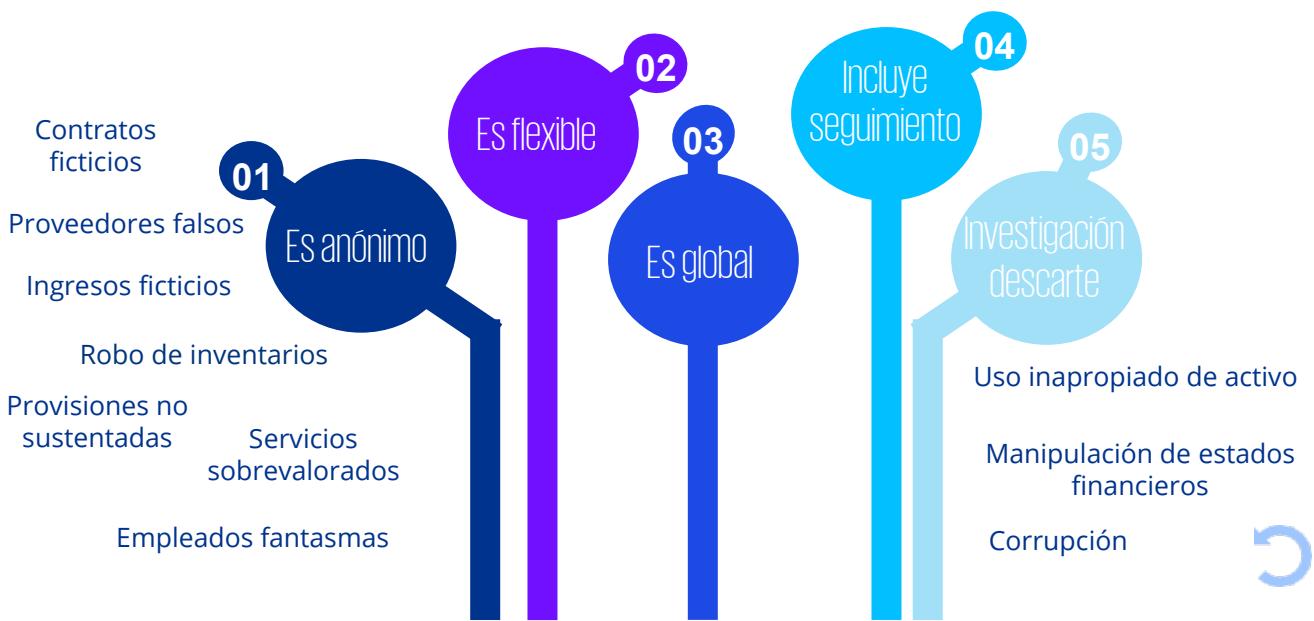 Contratos
ficticios
Proveedores falsos
Ingresos ficticios
Robo de inventarios
Provisiones no
sustentadas
Servicios
sobrevalorados
Empleados fantasmas
01
Es anónimo
02
Es flexible
03
Es global
04
Incluye
seguimiento
05
Investigación
descarte
Uso inapropiado de activo
Manipulación de estados
financieros
Corrupción